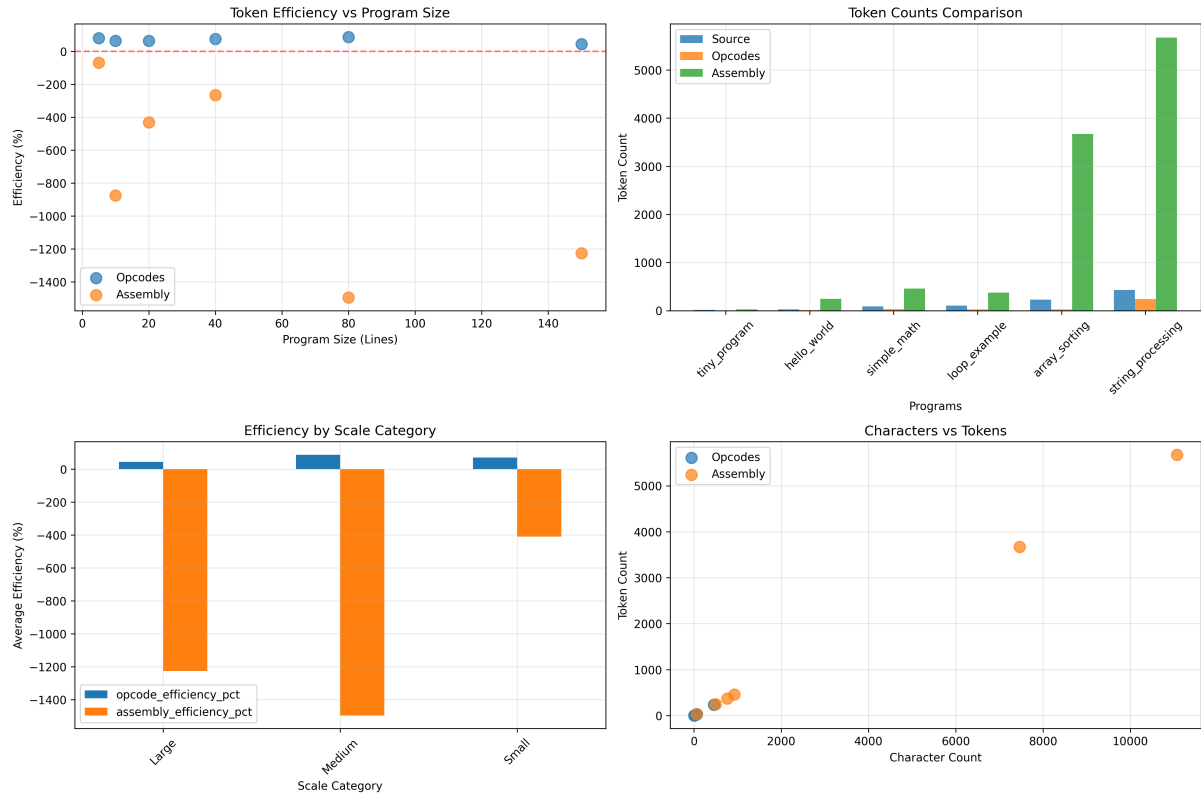 Token Efficiency vs Program Size
Efficiency (%)
0
−200
−400
−600
−800
−1000
−1200
−1400
Opcodes
Assembly
0 20 40 60 80 100 120 140
Program Size (Lines)
Token Counts Comparison
Token Count
5000
4000
3000
2000
1000
0
Source
Opcodes
Assembly
tiny_program
hello_world
simple_math
loop_example
array_sorting
string_processing
Programs
Efficiency by Scale Category
Average Efficiency (%)
0
−200
−400
−600
−800
−1000
−1200
−1400
opcode_efficiency_pct
assembly_efficiency_pct
Large
Medium
Small
Scale Category
Characters vs Tokens
Token Count
Opcodes
Assembly
5000
4000
3000
2000
1000
0
0 2000 4000 6000 8000 10000
Character Count